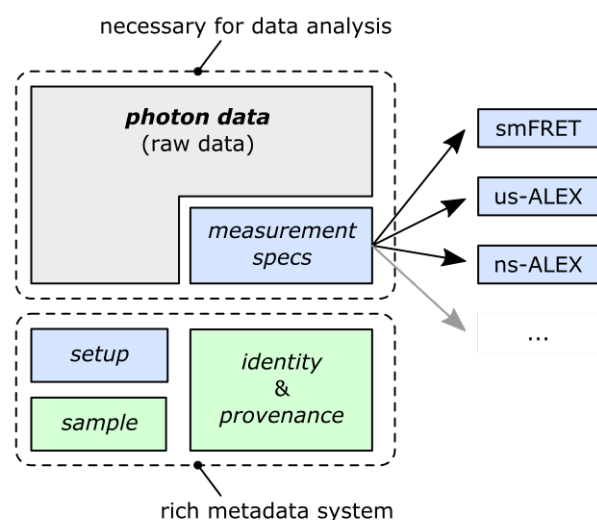 necessary for data analysis
photon data
(raw data)
measurement
specs
smFRET
us-ALEX
ns-ALEX
...
setup
sample
identity
&
provenance
rich metadata system